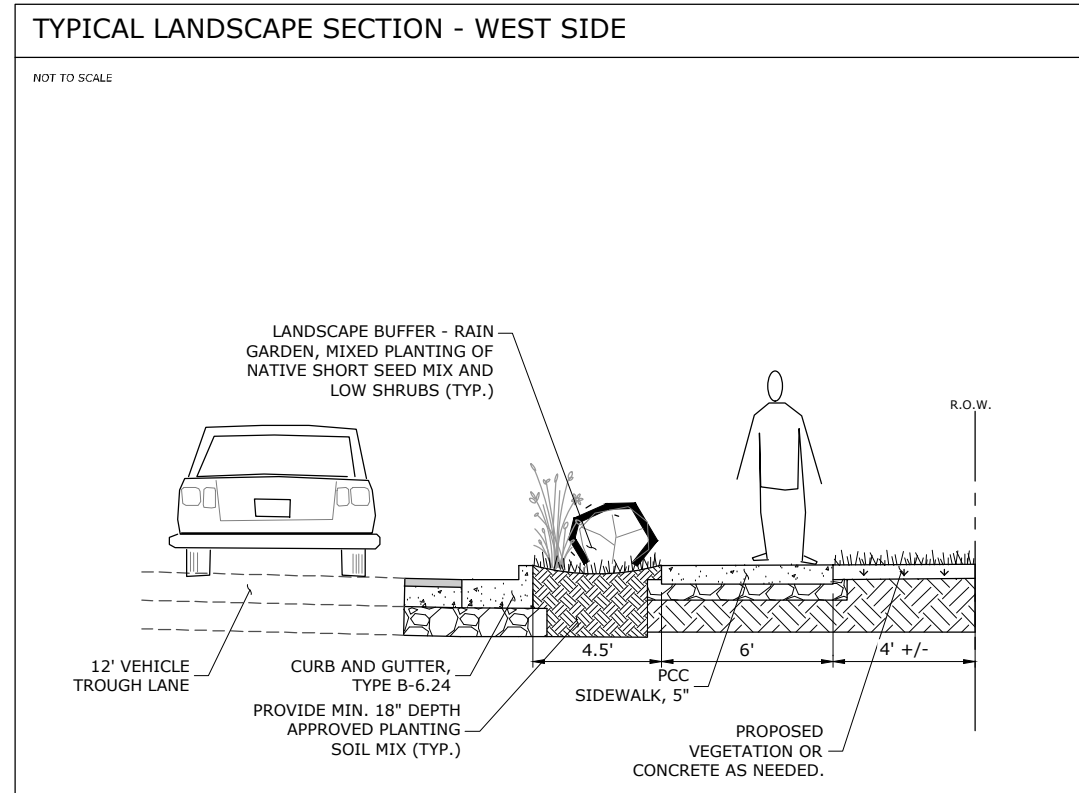 TYPICAL LANDSCAPE SECTION - WEST SIDE
NOT TO SCALE
LANDSCAPE BUFFER - RAIN
GARDEN, MIXED PLANTING OF
NATIVE SHORT SEED MIX AND
LOW SHRUBS (TYP.)
R.O.W.
4.5'
6'
4' +/-
12' VEHICLE
TROUGH LANE
CURB AND GUTTER,
TYPE B-6.24
PROVIDE MIN. 18" DEPTH
APPROVED PLANTING
SOIL MIX (TYP.)
PCC
SIDEWALK, 5"
PROPOSED
VEGETATION OR
CONCRETE AS NEEDED.